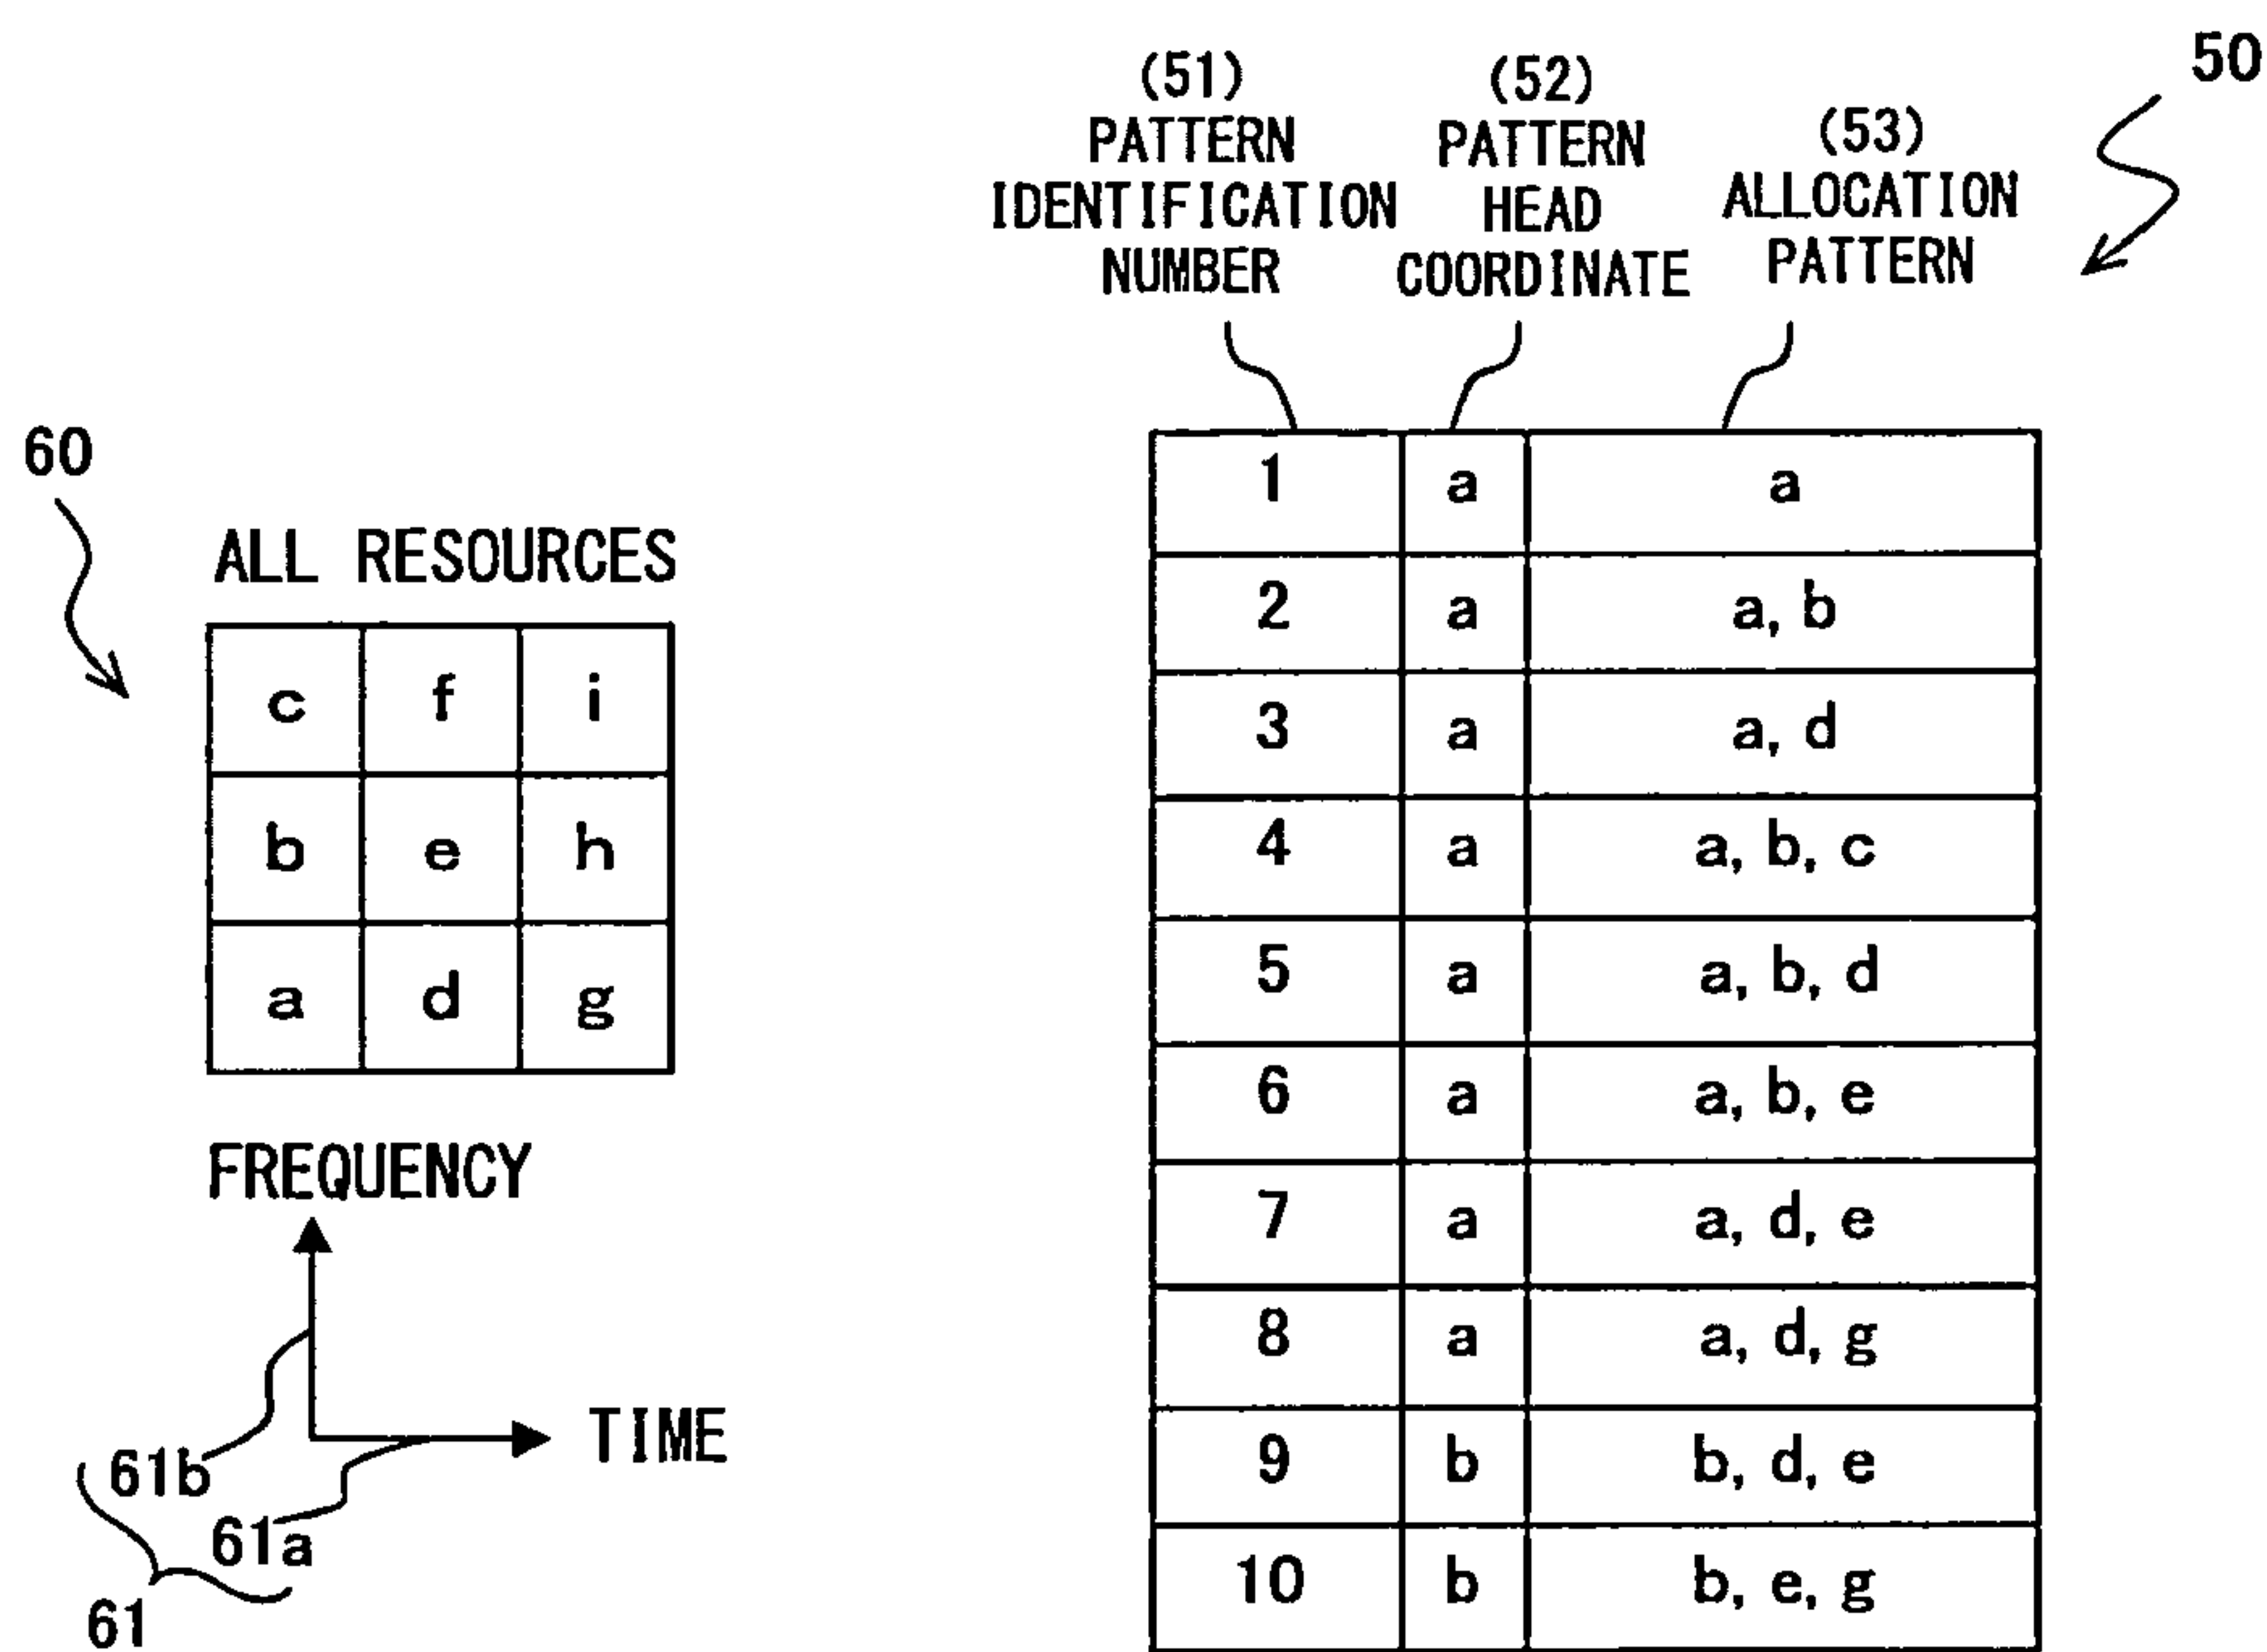 50
(51)
PATTERN
IDENTIFICATION
NUMBER
(52)
PATTERN
HEAD
COORDINATE
(53)
ALLOCATION
PATTERN
60
ALL RESOURCES
c f i
b e h
a d g
FREQUENCY
TIME
61b
61a
61
1 a a
2 a a, b
3 a a, d
4 a a, b, c
5 a a, b, d
6 a a, b, e
7 a a, d, e
8 a a, d, g
9 b b, d, e
10 b b, e, g